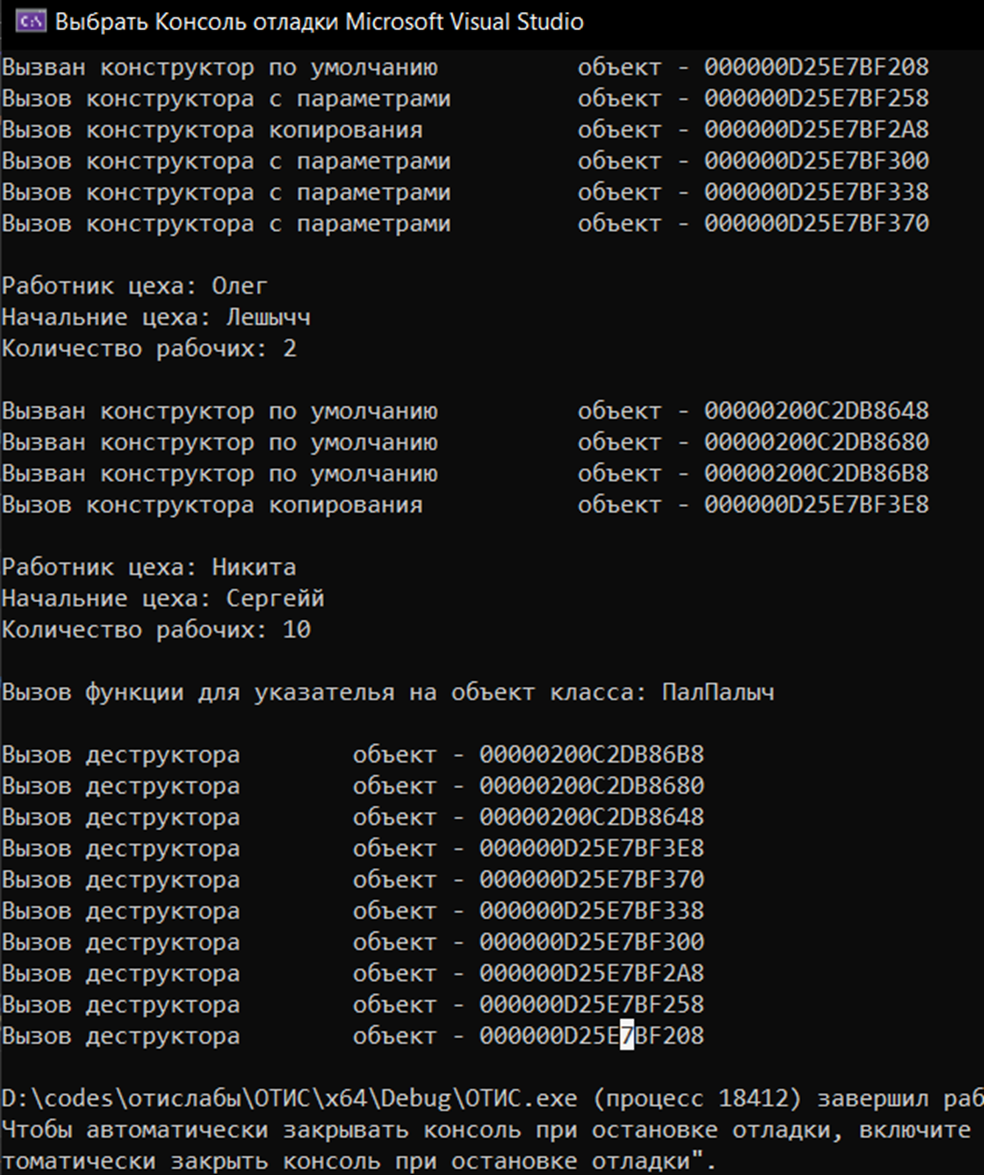 Выбрать Консоль отладки Microsoft Visual Studio
Вызван конструктор по умолчанию объект - 000000D25E7BF208
Вызов конструктора с параметрами объект - 000000D25E7BF258
Вызов конструктора копирования объект - 000000D25E7BF2A8
Вызов конструктора с параметрами объект - 000000D25E7BF300
Вызов конструктора с параметрами объект - 000000D25E7BF338
Вызов конструктора с параметрами объект - 000000D25E7BF370
Работник цеха: Олег
Начальние цеха: Лешычч
Количество рабочих: 2
Вызван конструктор по умолчанию объект - 00000200C2DB8648
Вызван конструктор по умолчанию объект - 00000200C2DB8680
Вызван конструктор по умолчанию объект - 00000200C2DB86B8
Вызов конструктора копирования объект - 000000D25E7BF3E8
Работник цеха: Никита
Начальние цеха: Сергейй
Количество рабочих: 10
Вызов функции для указателья на объект класса: ПалПалыч
Вызов деструктора объект - 00000200C2DB86B8
Вызов деструктора объект - 00000200C2DB8680
Вызов деструктора объект - 00000200C2DB8648
Вызов деструктора объект - 000000D25E7BF3E8
Вызов деструктора объект - 000000D25E7BF370
Вызов деструктора объект - 000000D25E7BF338
Вызов деструктора объект - 000000D25E7BF300
Вызов деструктора объект - 000000D25E7BF2A8
Вызов деструктора объект - 000000D25E7BF258
Вызов деструктора объект - 000000D25E7BF208
D:\codes\отислабы\ОТИС\x64\Debug\ОТИС.exe (процесс 18412) завершил раб
Чтобы автоматически закрывать консоль при остановке отладки, включите
томатически закрыть консоль при остановке отладки".